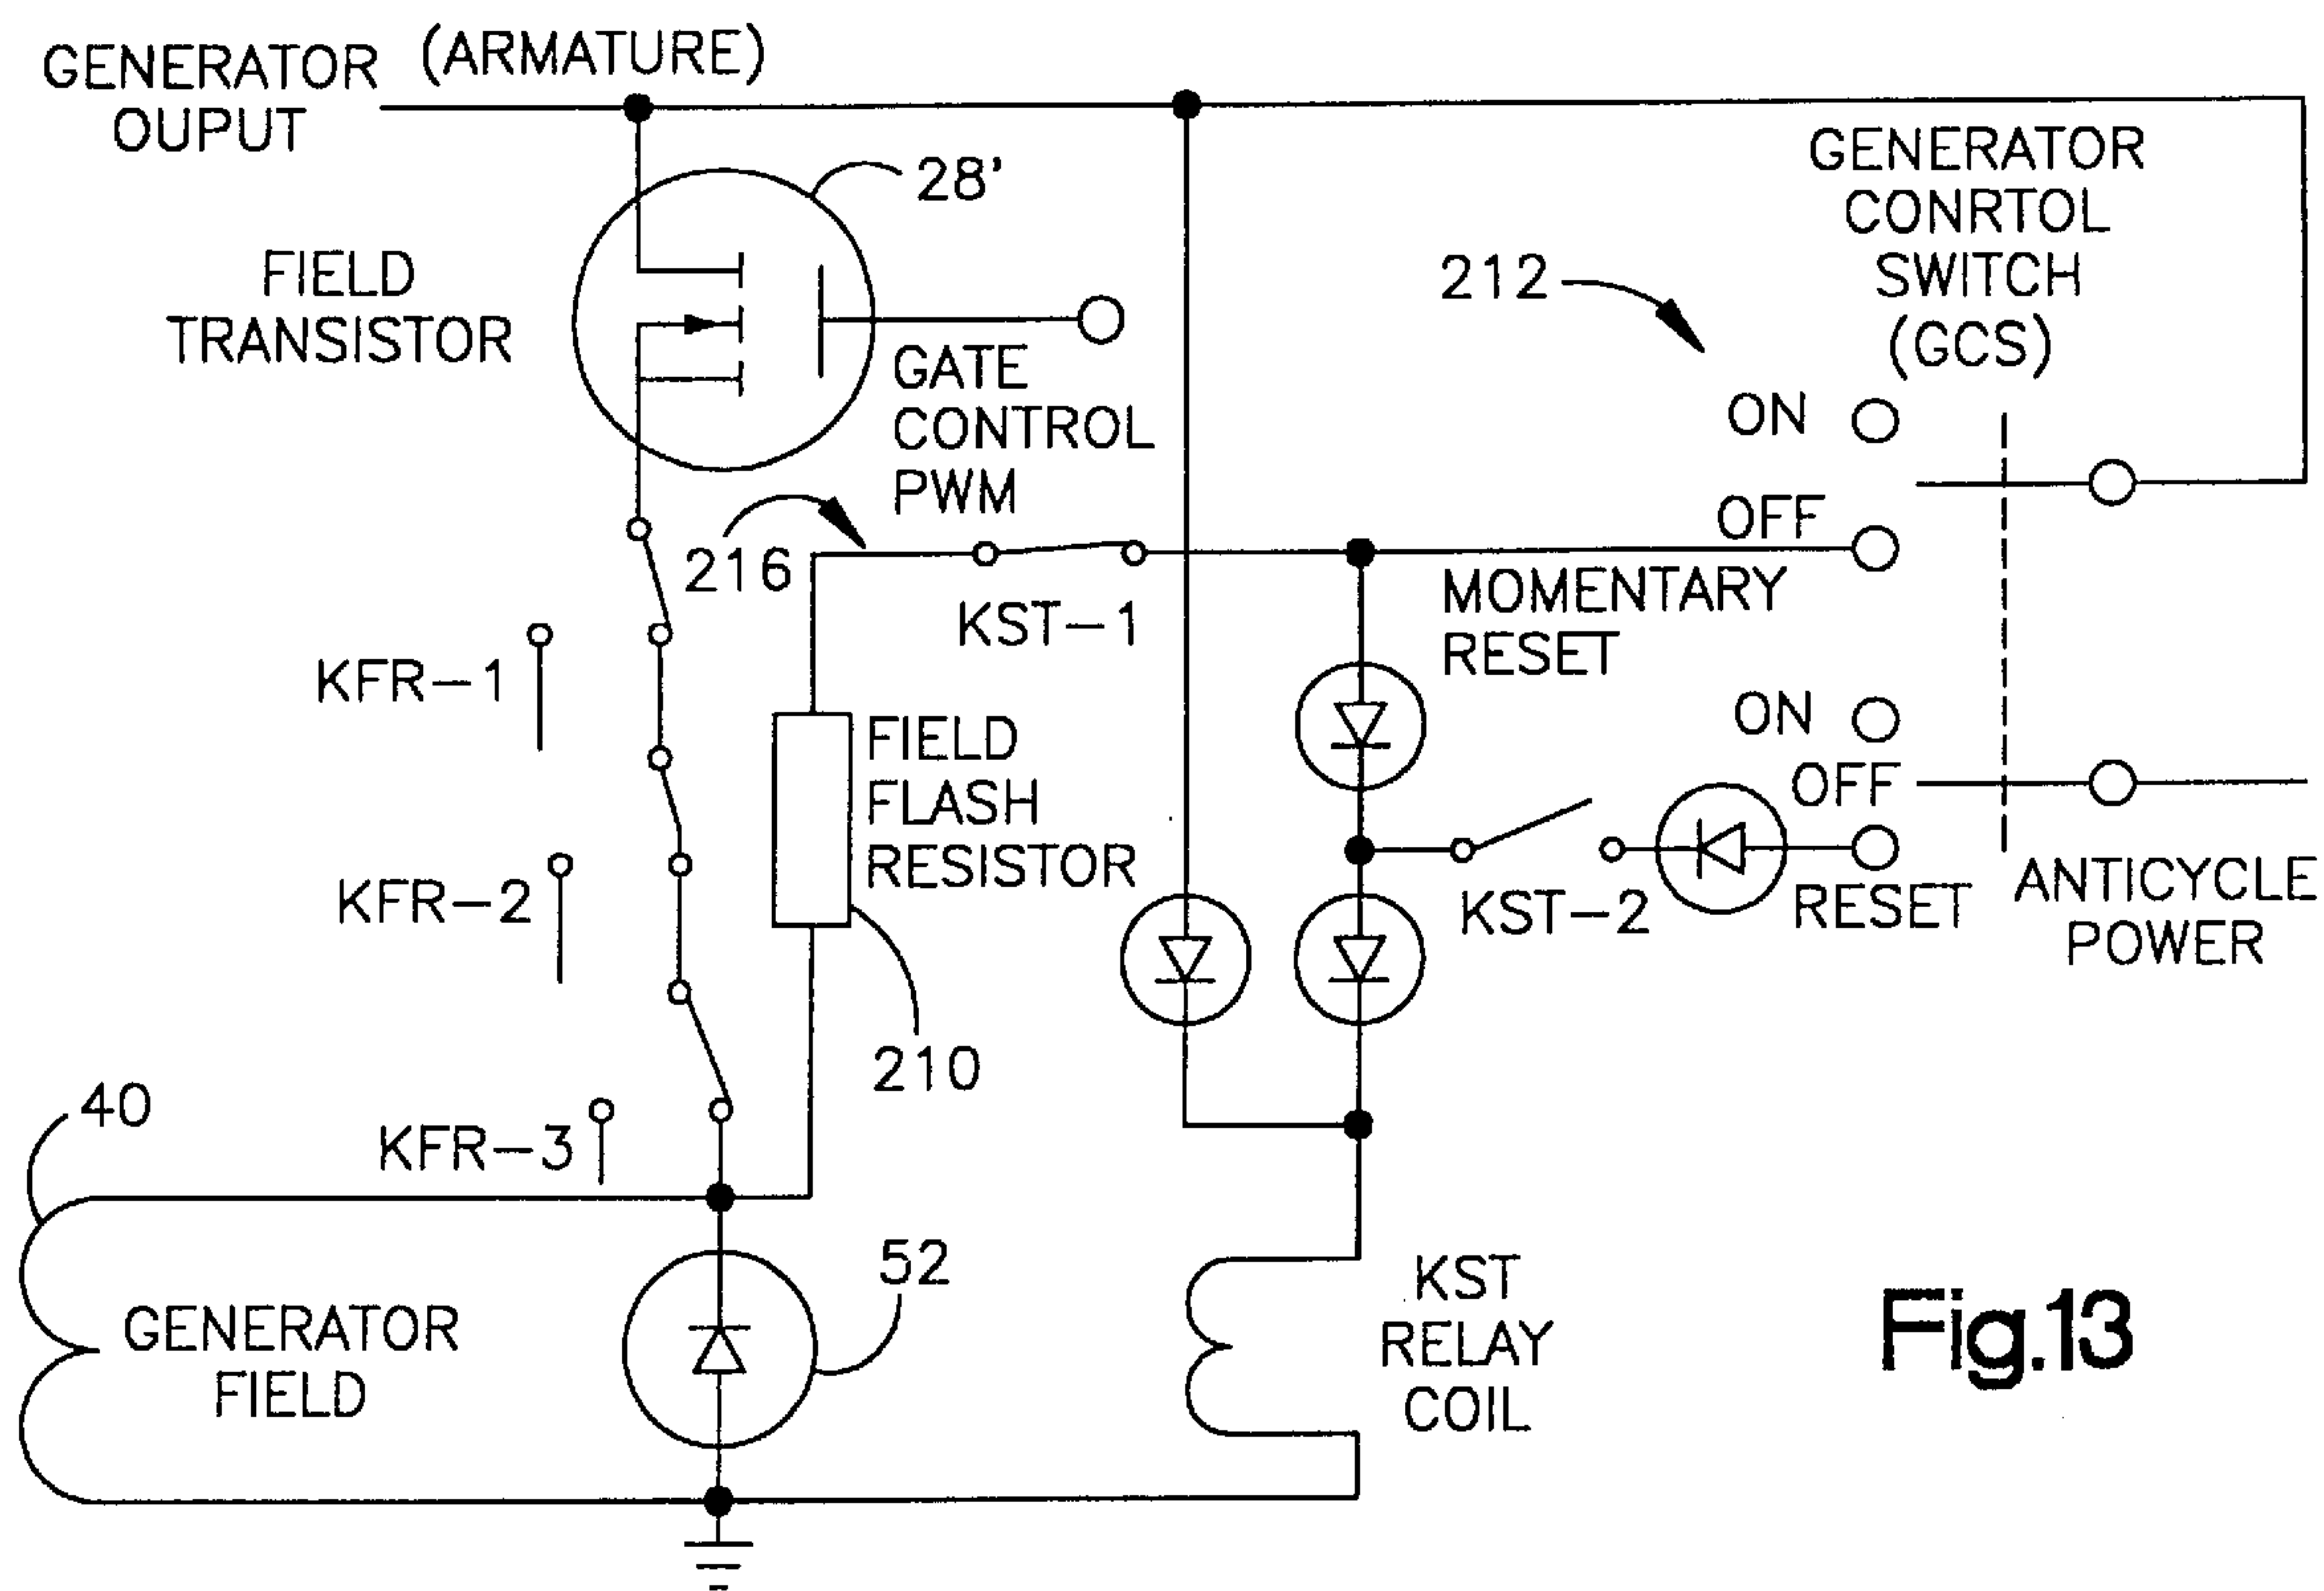 GENERATOR (ARMATURE)
OUPUT
28'
GENERATOR
CONRTOL
SWITCH
(GCS)
212
FIELD
TRANSISTOR
GATE
CONTROL
PWM
ON
OFF
216
KST-1
MOMENTARY
RESET
KFR-1
FIELD
FLASH
RESISTOR
ON
OFF
KFR-2
KST-2
RESET
ANTICYCLE
POWER
210
40
KFR-3
52
GENERATOR
FIELD
KST
RELAY
COIL
Fig.13